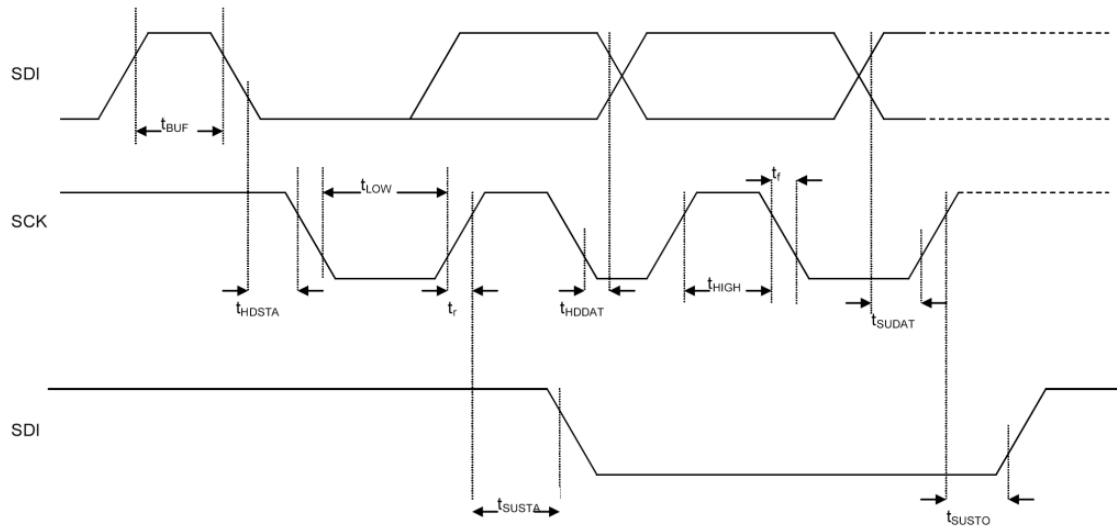 SDI
tBUF
tLOW
tf
SCK
tHDSTA
tr
tHDDAT
tHIGH
tSUDAT
SDI
tSUSTA
tSUSTO